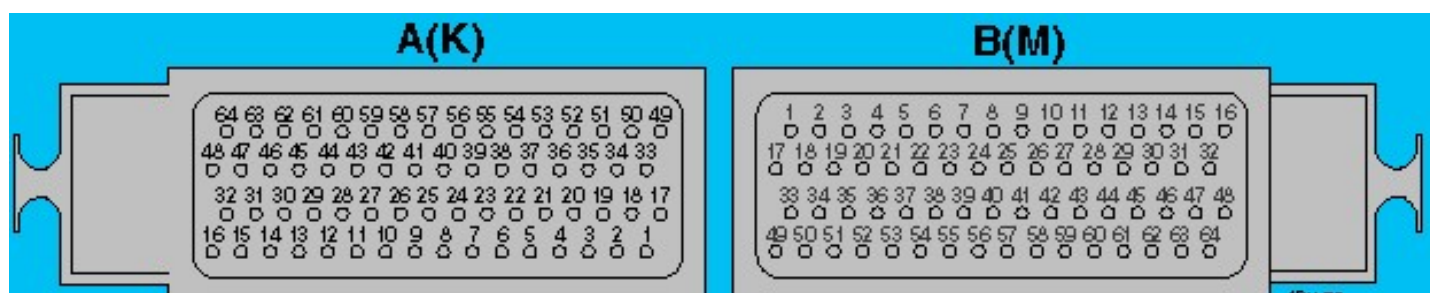 A(K)
64 63 62 61 60 59 58 57 56 55 54 53 52 51 50 49
48 47 46 45 44 43 42 41 40 39 38 37 36 35 34 33
32 31 30 29 28 27 26 25 24 23 22 21 20 19 18 17
16 15 14 13 12 11 10 9 8 7 6 5 4 3 2 1
B(M)
1 2 3 4 5 6 7 8 9 10 11 12 13 14 15 16
17 18 19 20 21 22 23 24 25 26 27 28 29 30 31 32
33 34 35 36 37 38 39 40 41 42 43 44 45 46 47 48
49 50 51 52 53 54 55 56 57 58 59 60 61 62 63 64